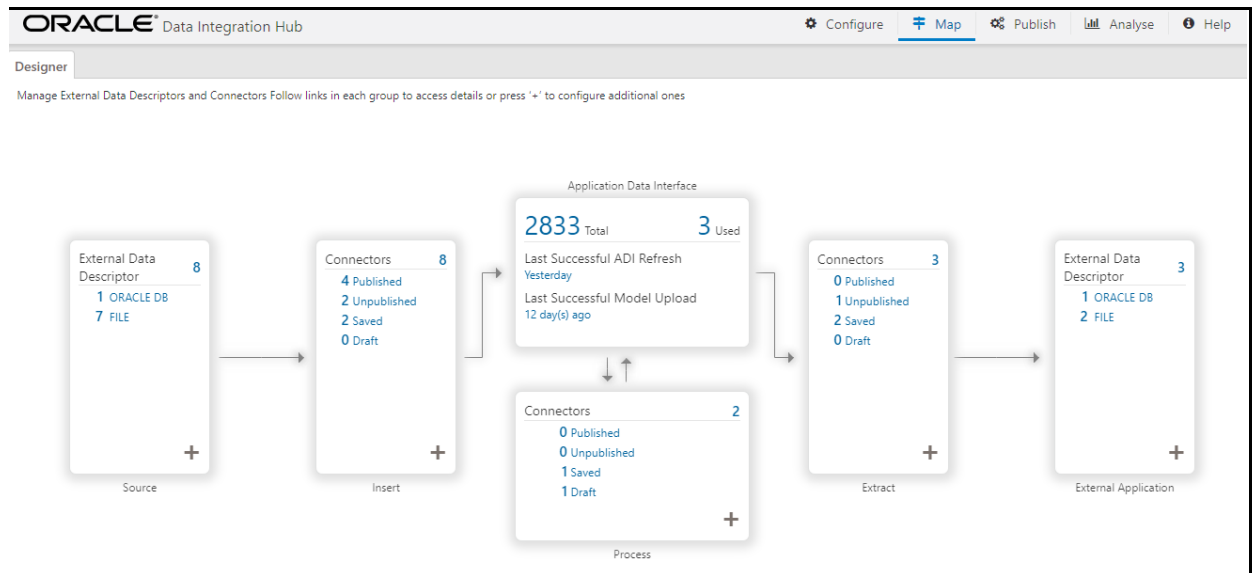 ORACLE® Data Integration Hub
Configure
Map
Publish
Analyse
Help
Designer
Manage External Data Descriptors and Connectors Follow links in each group to access details or press '+' to configure additional ones
External Data
Descriptor
8
1 ORACLE DB
7 FILE
+
Source
Connectors 8
4 Published
2 Unpublished
2 Saved
0 Draft
+
Insert
Application Data Interface
2833 Total 3 Used
Last Successful ADI Refresh
Yesterday
Last Successful Model Upload
12 day(s) ago
Connectors 2
0 Published
0 Unpublished
1 Saved
1 Draft
+
Process
Connectors 3
0 Published
1 Unpublished
2 Saved
0 Draft
+
Extract
External Data
Descriptor
3
1 ORACLE DB
2 FILE
+
External Application